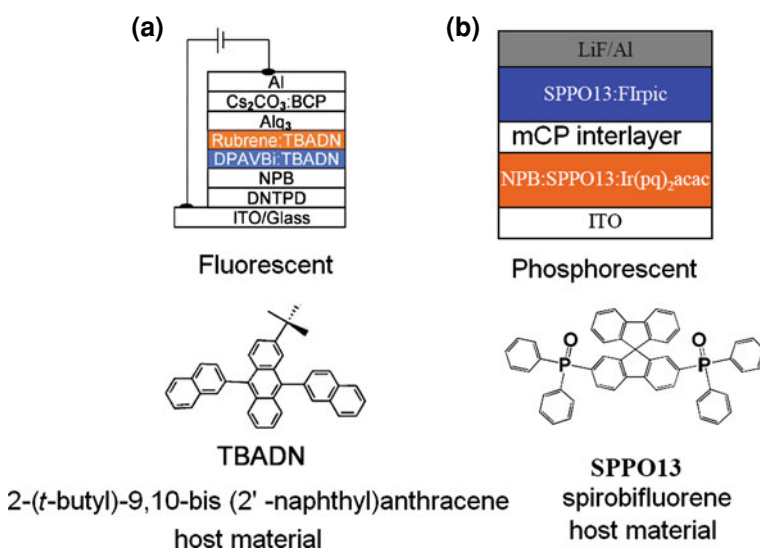 (a)
Al
Cs₂CO₃:BCP
Alq₃
Rubrene:TBADN
DPAVBi:TBADN
NPB
DNTPD
ITO/Glass
Fluorescent
TBADN
2-(t-butyl)-9,10-bis (2' -naphthyl)anthracene
host material
(b)
LiF/Al
SPPO13:FIrpic
mCP interlayer
NPB:SPPO13:Ir(pq)₂acac
ITO
Phosphorescent
O
P
O
P
SPPO13
spirobifluorene
host material